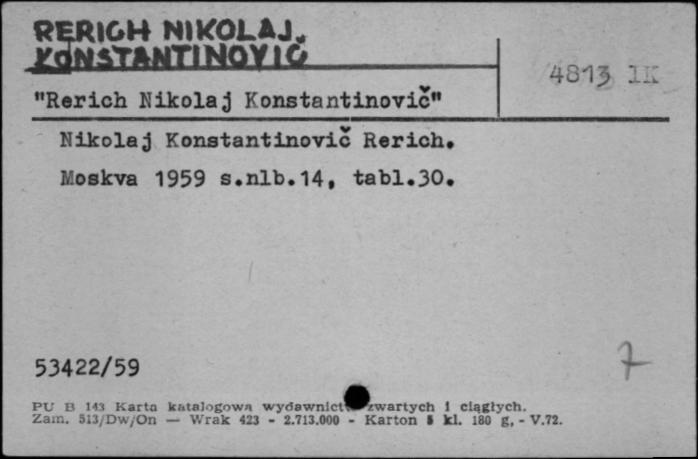 RERICH NIKOLAJ
KONSTANTINOVIČ
4813 IK
"Rerich Nikolaj Konstantinovič"
Nikolaj Konstantinovič Rerich.
Moskva 1959 s.nlb.14, tabl.30.
53422/59
7
PU B 143 Karta katalogowa wydawnictw zwartych i ciągłych.
Zam. 513/Dw/On — Wrak 423 - 2.713.000 - Karton kl. 180 g, - V.72.